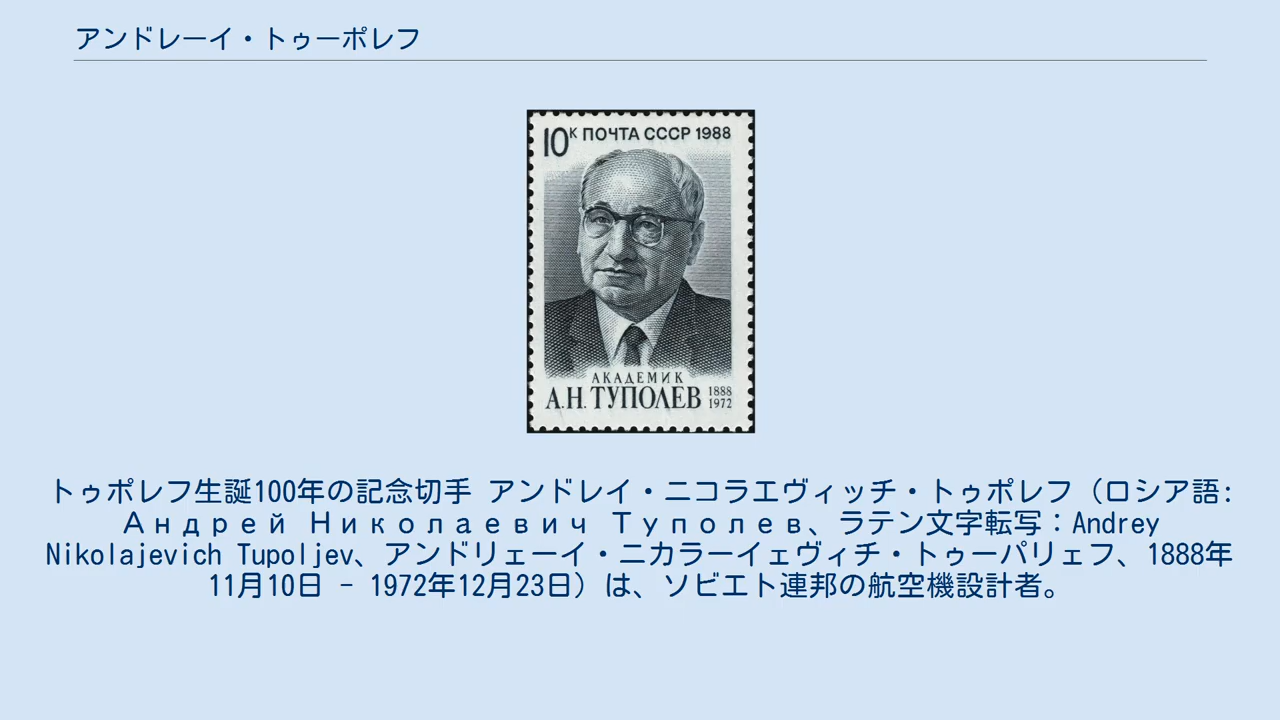 アンドレーイ・トゥーポレフ
10к ПОЧТА СССР 1988
АКАДЕМИК
А.Н. ТУПОЛЕВ 1888
1972
トゥポレフ生誕100年の記念切手 アンドレイ・ニコラエヴィッチ・トゥポレフ（ロシア語:
Андрей Николаевич Туполев、ラテン文字転写：Andrey
Nikolajevich Tupoljev、アンドリェーイ・ニカラーイェヴィチ・トゥーパリェフ、1888年
11月10日 - 1972年12月23日）は、ソビエト連邦の航空機設計者。